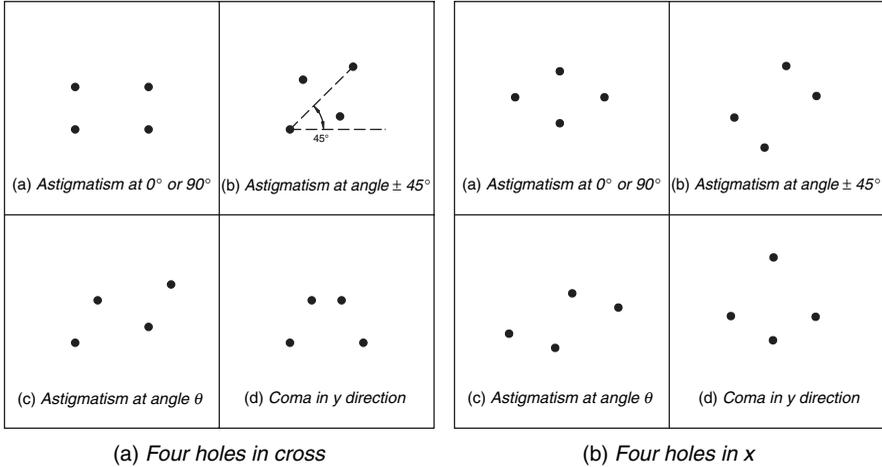 45°
(a) Astigmatism at 0° or 90°
(b) Astigmatism at angle ± 45°
(c) Astigmatism at angle θ
(d) Coma in y direction
(a) Four holes in cross
(a) Astigmatism at 0° or 90°
(b) Astigmatism at angle ± 45°
(c) Astigmatism at angle θ
(d) Coma in y direction
(b) Four holes in x